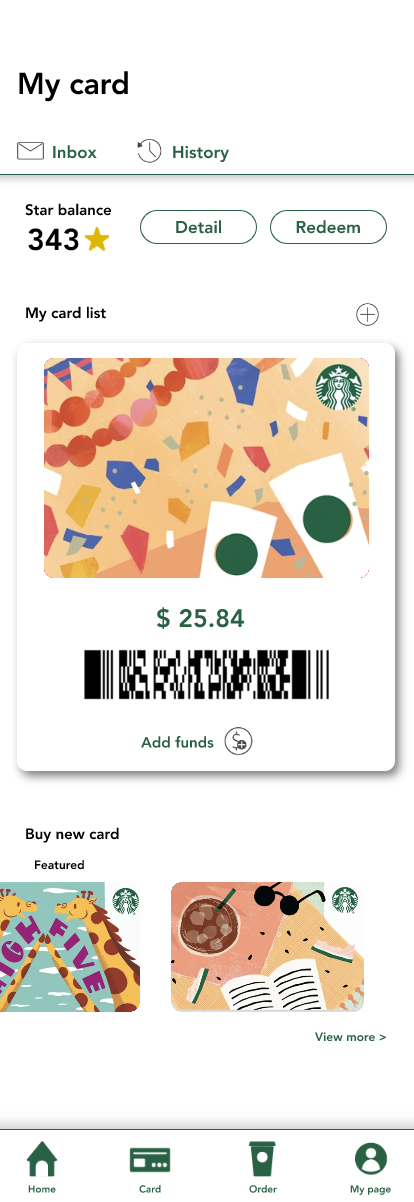 My card
Inbox
History
Star balance
343
Detail
Redeem
My card list
$ 25.84
Add funds
Buy new card
Featured
HIGH FIVE
View more >
Home
Card
Order
My page